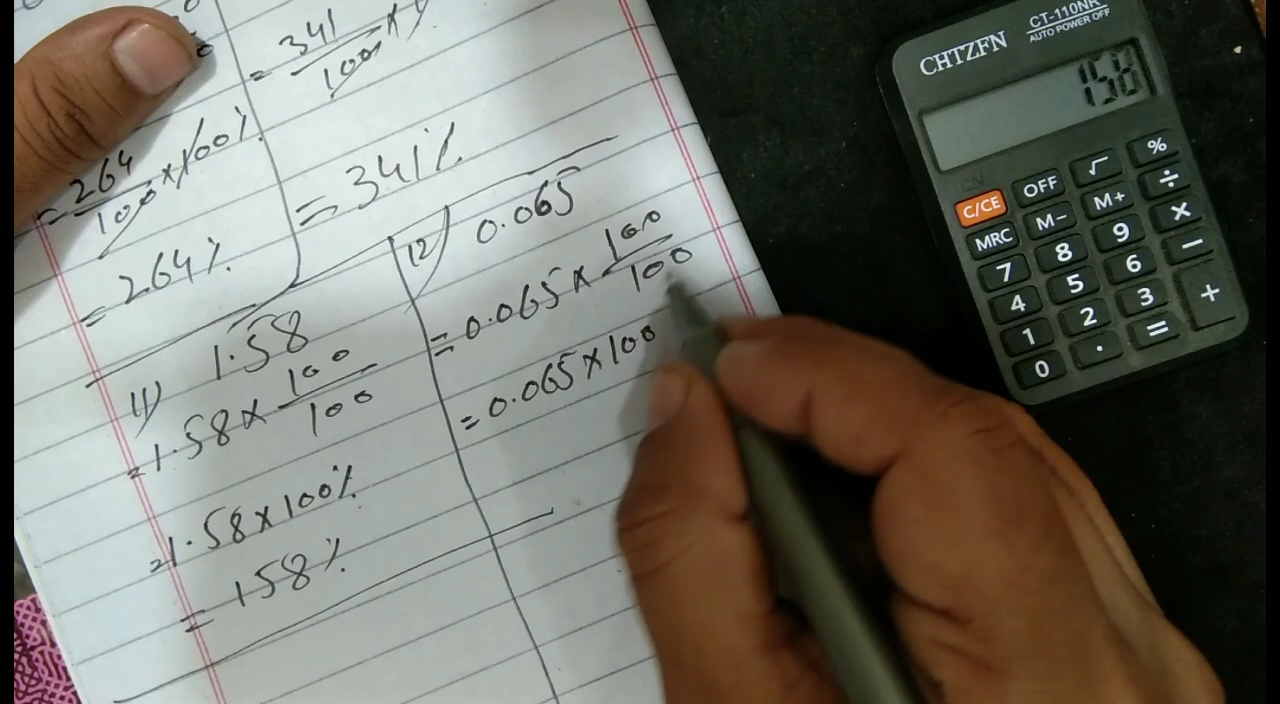 = 341/100 ×
= 264/100 × 100%
= 341%
= 264%
11) 1.58
= 1.58 × 100/100
= 1.58 × 100%
= 158%
12) 0.065
= 0.065 × 100/100
= 0.065 × 100
CHTZFN
CT-110NR
AUTO POWER OFF
158
CN
C/CE OFF √ %
MRC M− M+ ÷
7 8 9 ×
4 5 6 −
1 2 3 +
0 . =